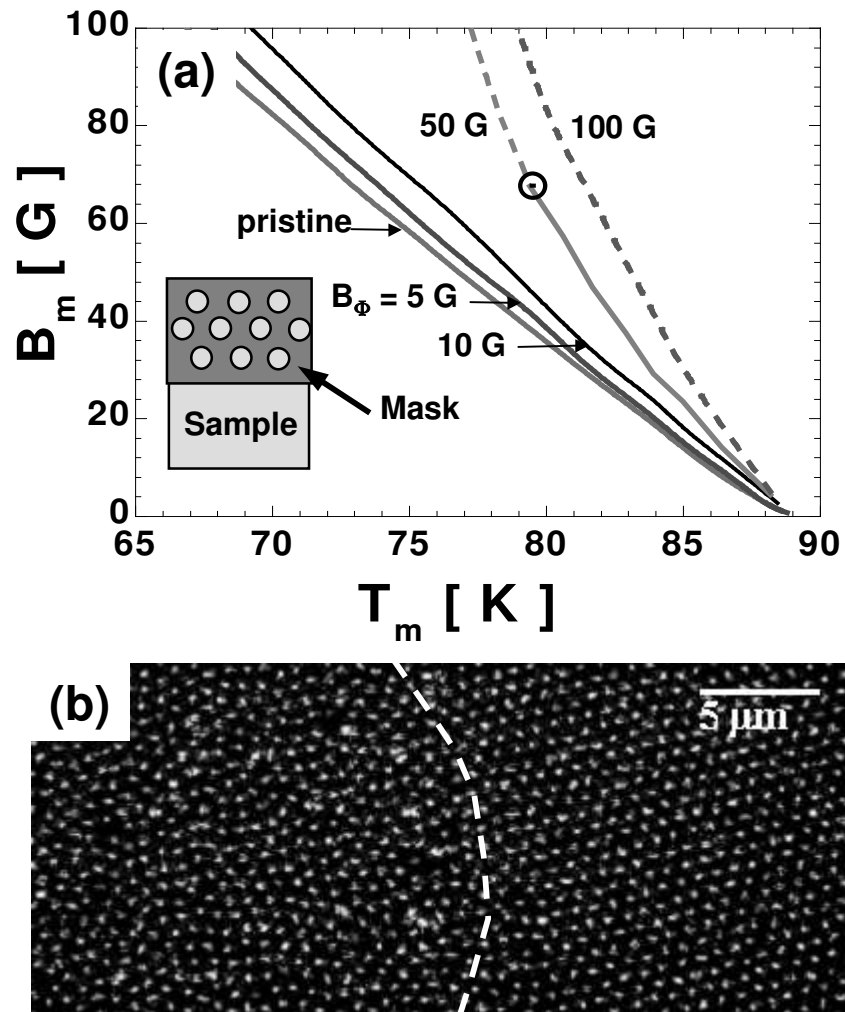 (a)
100
80
60
40
20
0
B_m [ G ]
50 G
100 G
pristine
B_Φ = 5 G
10 G
Mask
Sample
65 70 75 80 85 90
T_m [ K ]
(b)
5 μm